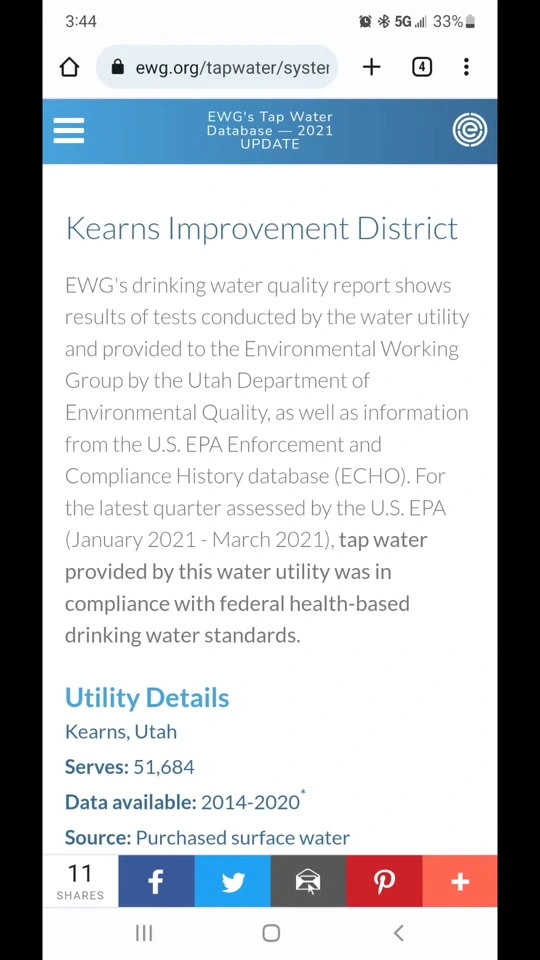 3:44
5G 33%
ewg.org/tapwater/syster
4
EWG's Tap Water
Database — 2021
UPDATE
Kearns Improvement District
EWG's drinking water quality report shows
results of tests conducted by the water utility
and provided to the Environmental Working
Group by the Utah Department of
Environmental Quality, as well as information
from the U.S. EPA Enforcement and
Compliance History database (ECHO). For
the latest quarter assessed by the U.S. EPA
(January 2021 - March 2021), tap water
provided by this water utility was in
compliance with federal health-based
drinking water standards.
Utility Details
Kearns, Utah
Serves: 51,684
Data available: 2014-2020*
Source: Purchased surface water
11
SHARES